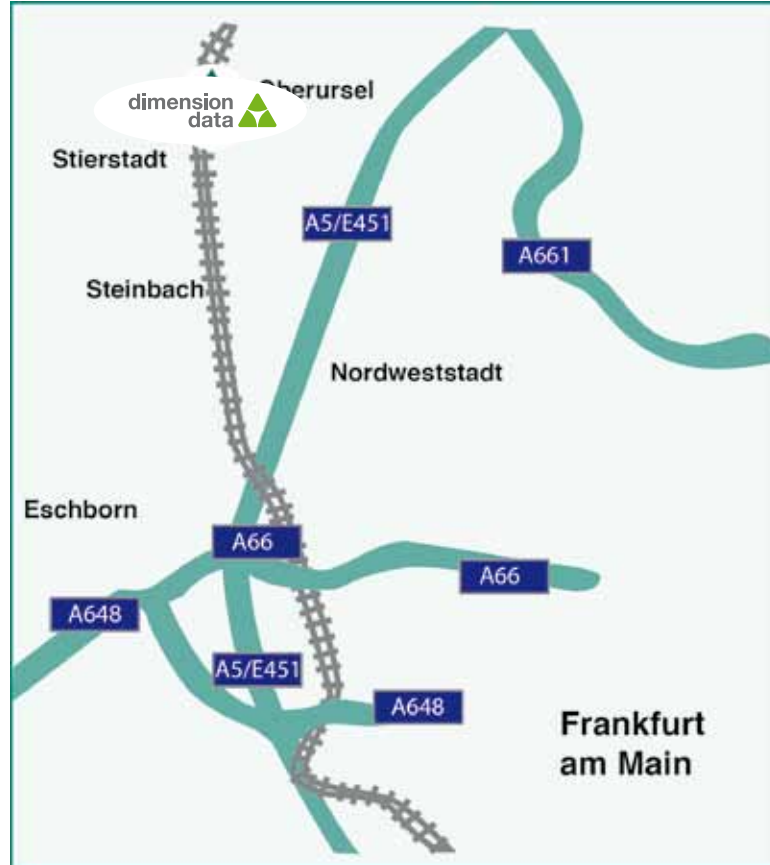 Oberursel
dimension
data
Stierstadt
A5/E451
A661
Steinbach
Nordweststadt
Eschborn
A66
A66
A648
A5/E451
A648
Frankfurt
am Main